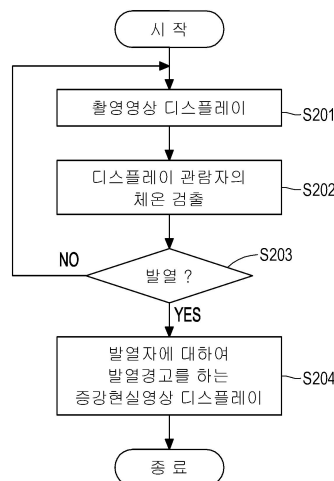 시 작
촬영영상 디스플레이
S201
디스플레이 관람자의
체온 검출
S202
발열 ?
S203
NO
YES
발열자에 대하여
발열경고를 하는
증강현실영상 디스플레이
S204
종 료